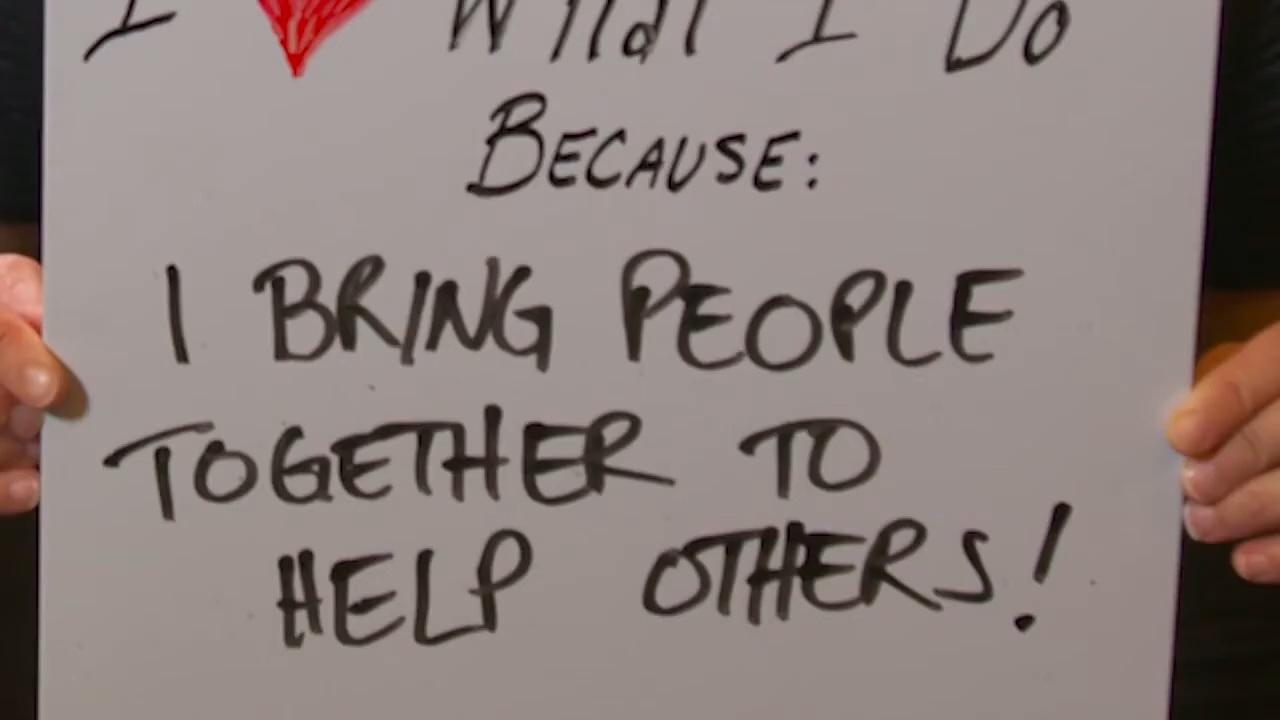 I ❤ What I Do
BECAUSE:
I BRING PEOPLE
TOGETHER TO
HELP OTHERS!